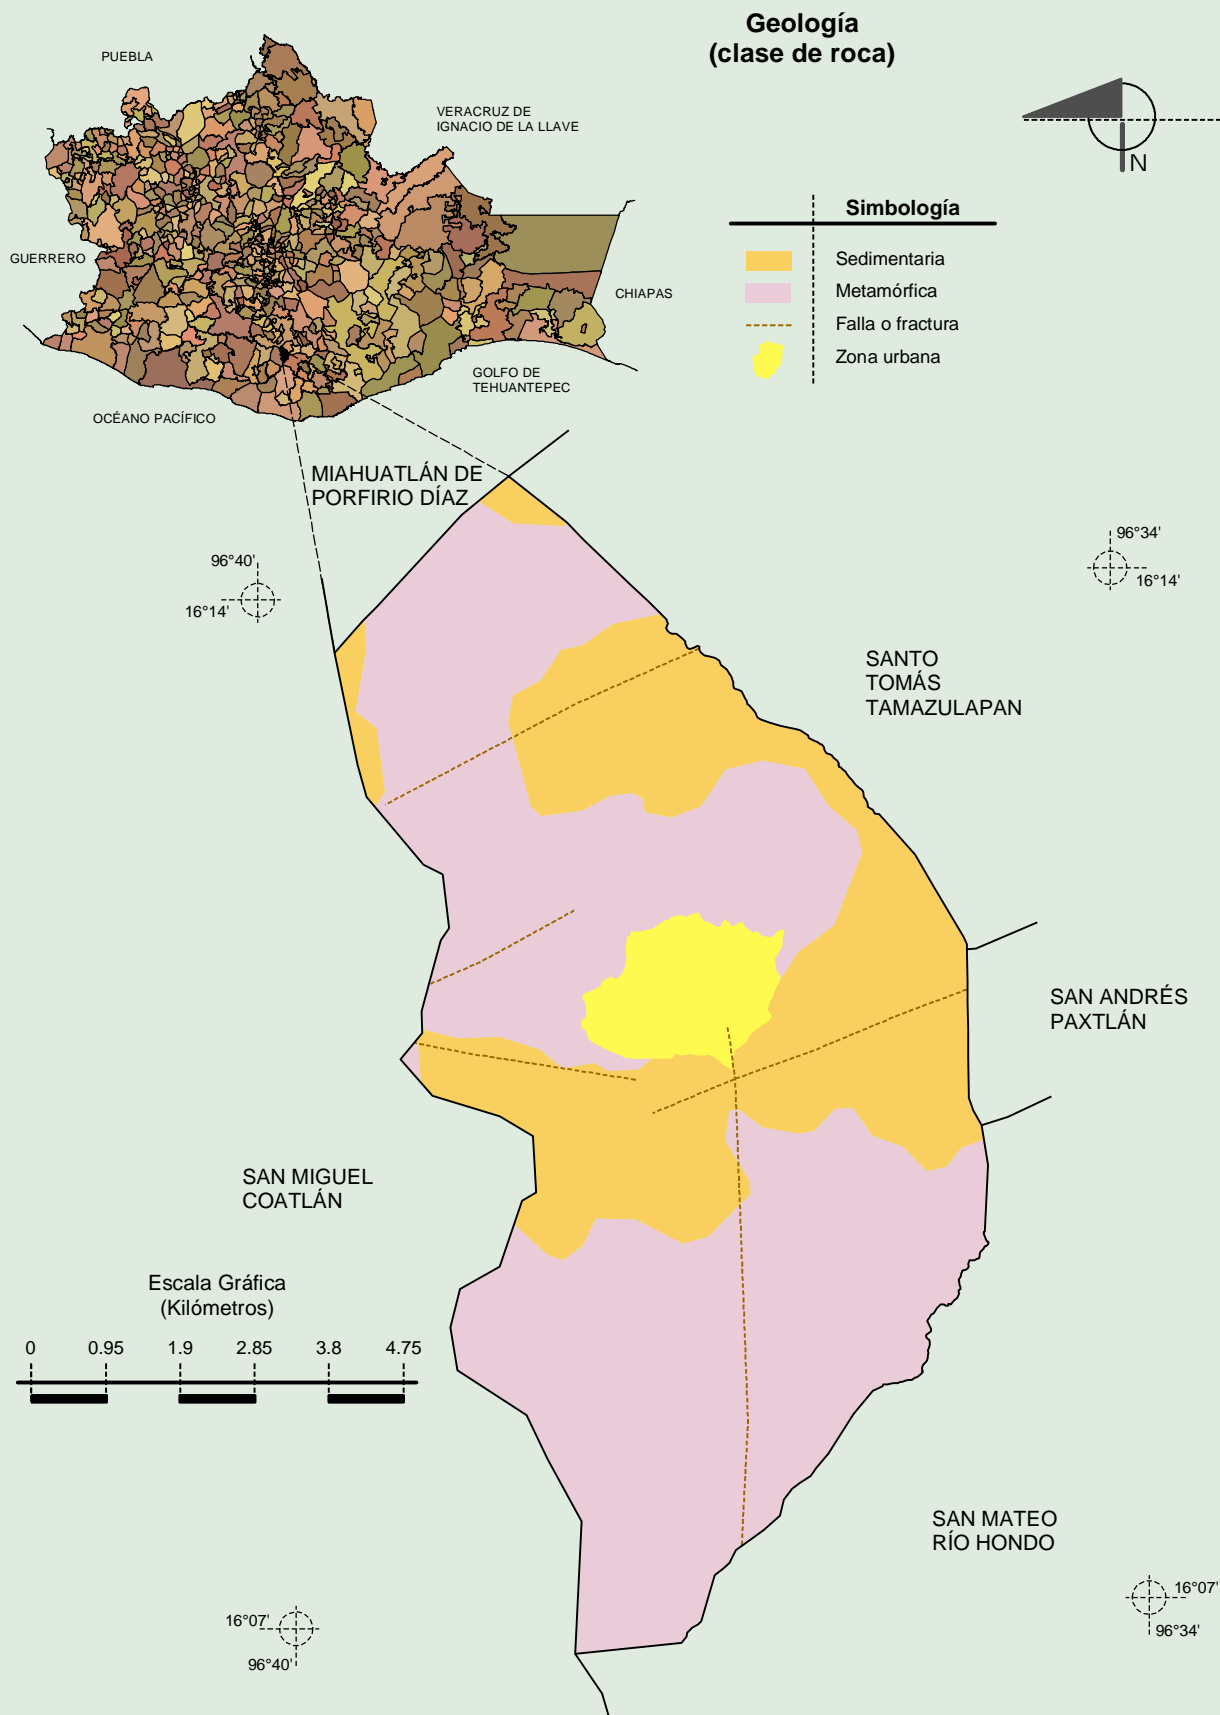 Geología
(clase de roca)
PUEBLA
VERACRUZ DE
IGNACIO DE LA LLAVE
GUERRERO
CHIAPAS
GOLFO DE
TEHUANTEPEC
OCÉANO PACÍFICO
N
Simbología
Sedimentaria
Metamórfica
Falla o fractura
Zona urbana
MIAHUATLÁN DE
PORFIRIO DÍAZ
96°40'
16°14'
96°34'
16°14'
SANTO
TOMÁS
TAMAZULAPAN
SAN ANDRÉS
PAXTLÁN
SAN MIGUEL
COATLÁN
Escala Gráfica
(Kilómetros)
0 0.95 1.9 2.85 3.8 4.75
SAN MATEO
RÍO HONDO
16°07'
96°40'
16°07'
96°34'